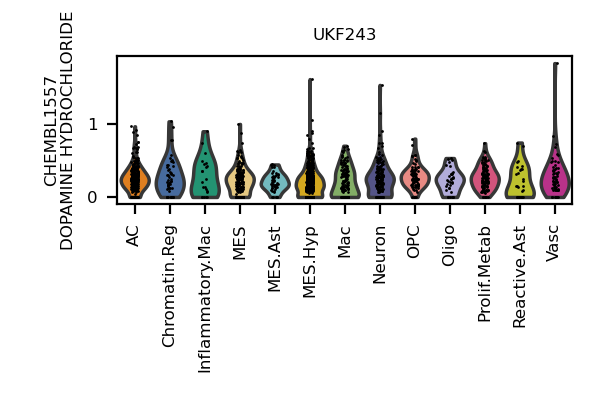 UKF243
CHEMBL1557
DOPAMINE HYDROCHLORIDE
1
0
AC
Chromatin.Reg
Inflammatory.Mac
MES
MES.Ast
MES.Hyp
Mac
Neuron
OPC
Oligo
Prolif.Metab
Reactive.Ast
Vasc